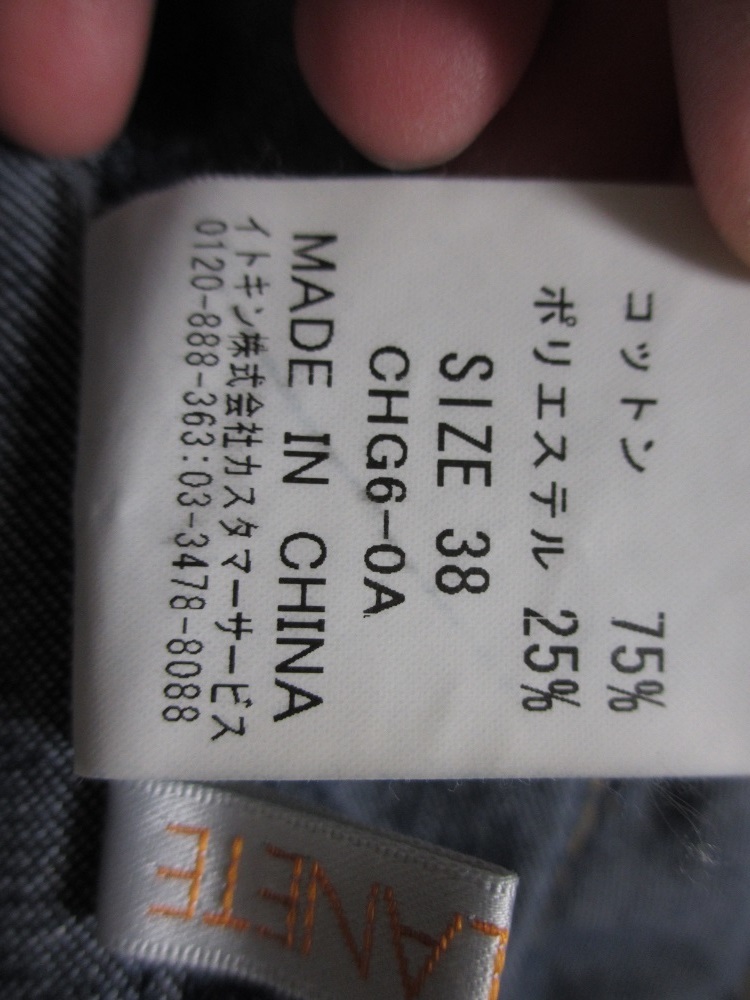 コットン 75%
ポリエステル 25%
SIZE 38
CHG6-0A
MADE IN CHINA
イトキン株式会社カスタマーサービス
0120-888-363:03-3478-8088